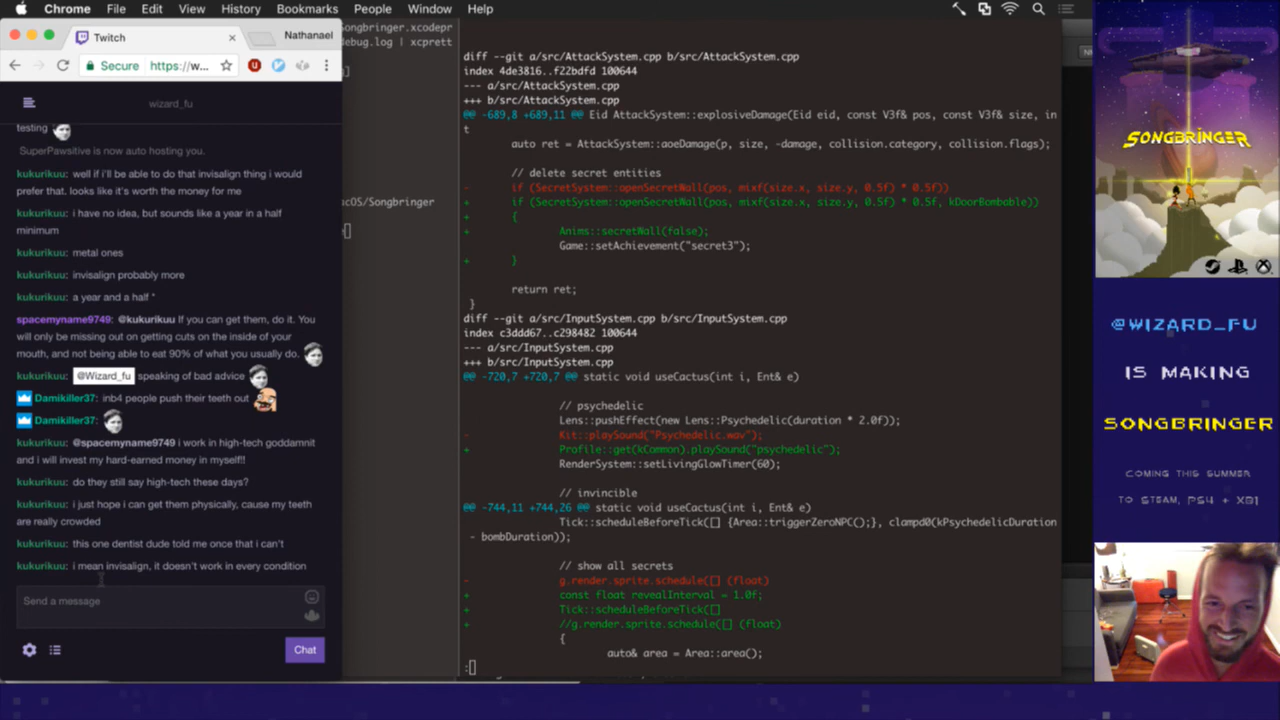 Chrome File Edit View History Bookmarks People Window Help
Twitch
Nathanael
Secure https://w...
wizard_fu
testing
SuperPawsitive is now auto hosting you.
kukurikuu: well if i'll be able to do that invisalign thing i would
prefer that. looks like it's worth the money for me
kukurikuu: i have no idea, but sounds like a year in a half
minimum
kukurikuu: metal ones
kukurikuu: invisalign probably more
kukurikuu: a year and a half *
spacemyname9749: @kukurikuu If you can get them, do it. You
will only be missing out on getting cuts on the inside of your
mouth, and not being able to eat 90% of what you usually do.
kukurikuu: @Wizard_fu speaking of bad advice
Damikiller37: inb4 people push their teeth out
Damikiller37:
kukurikuu: @spacemyname9749 i work in high-tech goddamnit
and i will invest my hard-earned money in myself!!
kukurikuu: do they still say high-tech these days?
kukurikuu: i just hope i can get them physically, cause my teeth
are really crowded
kukurikuu: this one dentist dude told me once that i can't
kukurikuu: i mean invisalign, it doesn't work in every condition
Send a message
Chat
Songbringer.xcodepr
debug.log | xcprett
]
acOS/Songbringer
diff --git a/src/AttackSystem.cpp b/src/AttackSystem.cpp
index 4de3816..f22bdfd 100644
--- a/src/AttackSystem.cpp
+++ b/src/AttackSystem.cpp
@@ -689,8 +689,11 @@ Eid AttackSystem::explosiveDamage(Eid eid, const V3f& pos, const V3f& size, in
t
auto ret = AttackSystem::aoeDamage(p, size, -damage, collision.category, collision.flags);
// delete secret entities
- if (SecretSystem::openSecretWall(pos, mixf(size.x, size.y, 0.5f) * 0.5f))
+ if (SecretSystem::openSecretWall(pos, mixf(size.x, size.y, 0.5f) * 0.5f, kDoorBombable))
+ {
+ Anims::secretWall(false);
Game::setAchievement("secret3");
+ }
return ret;
}
diff --git a/src/InputSystem.cpp b/src/InputSystem.cpp
index c3ddd67..c298482 100644
--- a/src/InputSystem.cpp
+++ b/src/InputSystem.cpp
@@ -720,7 +720,7 @@ static void useCactus(int i, Ent& e)
// psychedelic
Lens::pushEffect(new Lens::Psychedelic(duration * 2.0f));
- Kit::playSound("Psychedelic.wav");
+ Profile::get(kCommon).playSound("psychedelic");
RenderSystem::setLivingGlowTimer(60);
// invincible
@@ -744,11 +744,26 @@ static void useCactus(int i, Ent& e)
Tick::scheduleBeforeTick([] {Area::triggerZeroNPC();}, clampd0(kPsychedelicDuration
- bombDuration));
// show all secrets
- g.render.sprite.schedule([] (float)
+ const float revealInterval = 1.0f;
+ Tick::scheduleBeforeTick([]
+ //g.render.sprite.schedule([] (float)
{
auto& area = Area::area();
:
SONGBRINGER
@WIZARD_FU
IS MAKING
SONGBRINGER
COMING THIS SUMMER
TO STEAM, PS4 + XB1